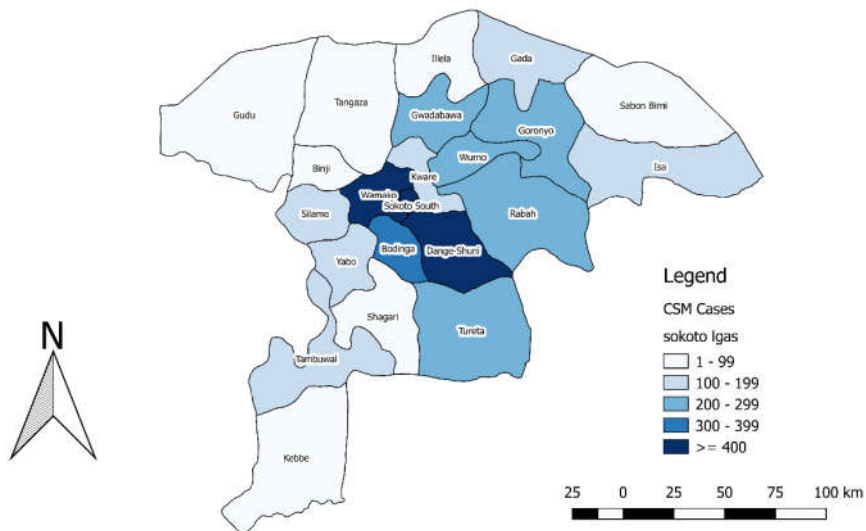 Illela
Gada
Gudu
Tangaza
Sabon Birni
Gwadabawa
Goronyo
Binji
Wurno
Kware
Isa
Wamako
Silame
Sokoto South
Rabah
Bodinga
Dange-Shuni
Yabo
Legend
CSM Cases
Shagari
Tureta
sokoto lgas
N
1 - 99
Tambuwal
100 - 199
200 - 299
300 - 399
>= 400
Kebbe
25 0 25 50 75 100 km